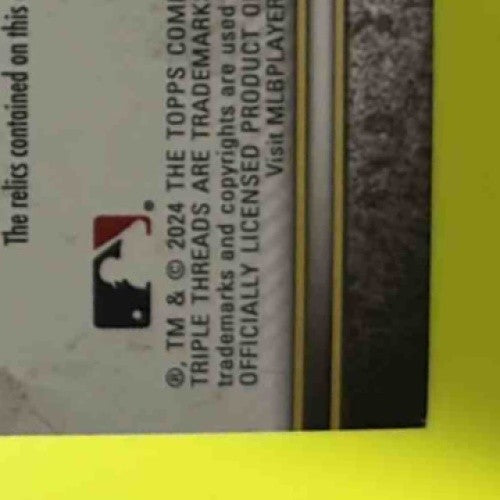 The relics contained on this
®, TM & © 2024 THE TOPPS COM
TRIPLE THREADS ARE TRADEMARK
trademarks and copyrights are used
OFFICIALLY LICENSED PRODUCT O
Visit MLBPLAYER
®